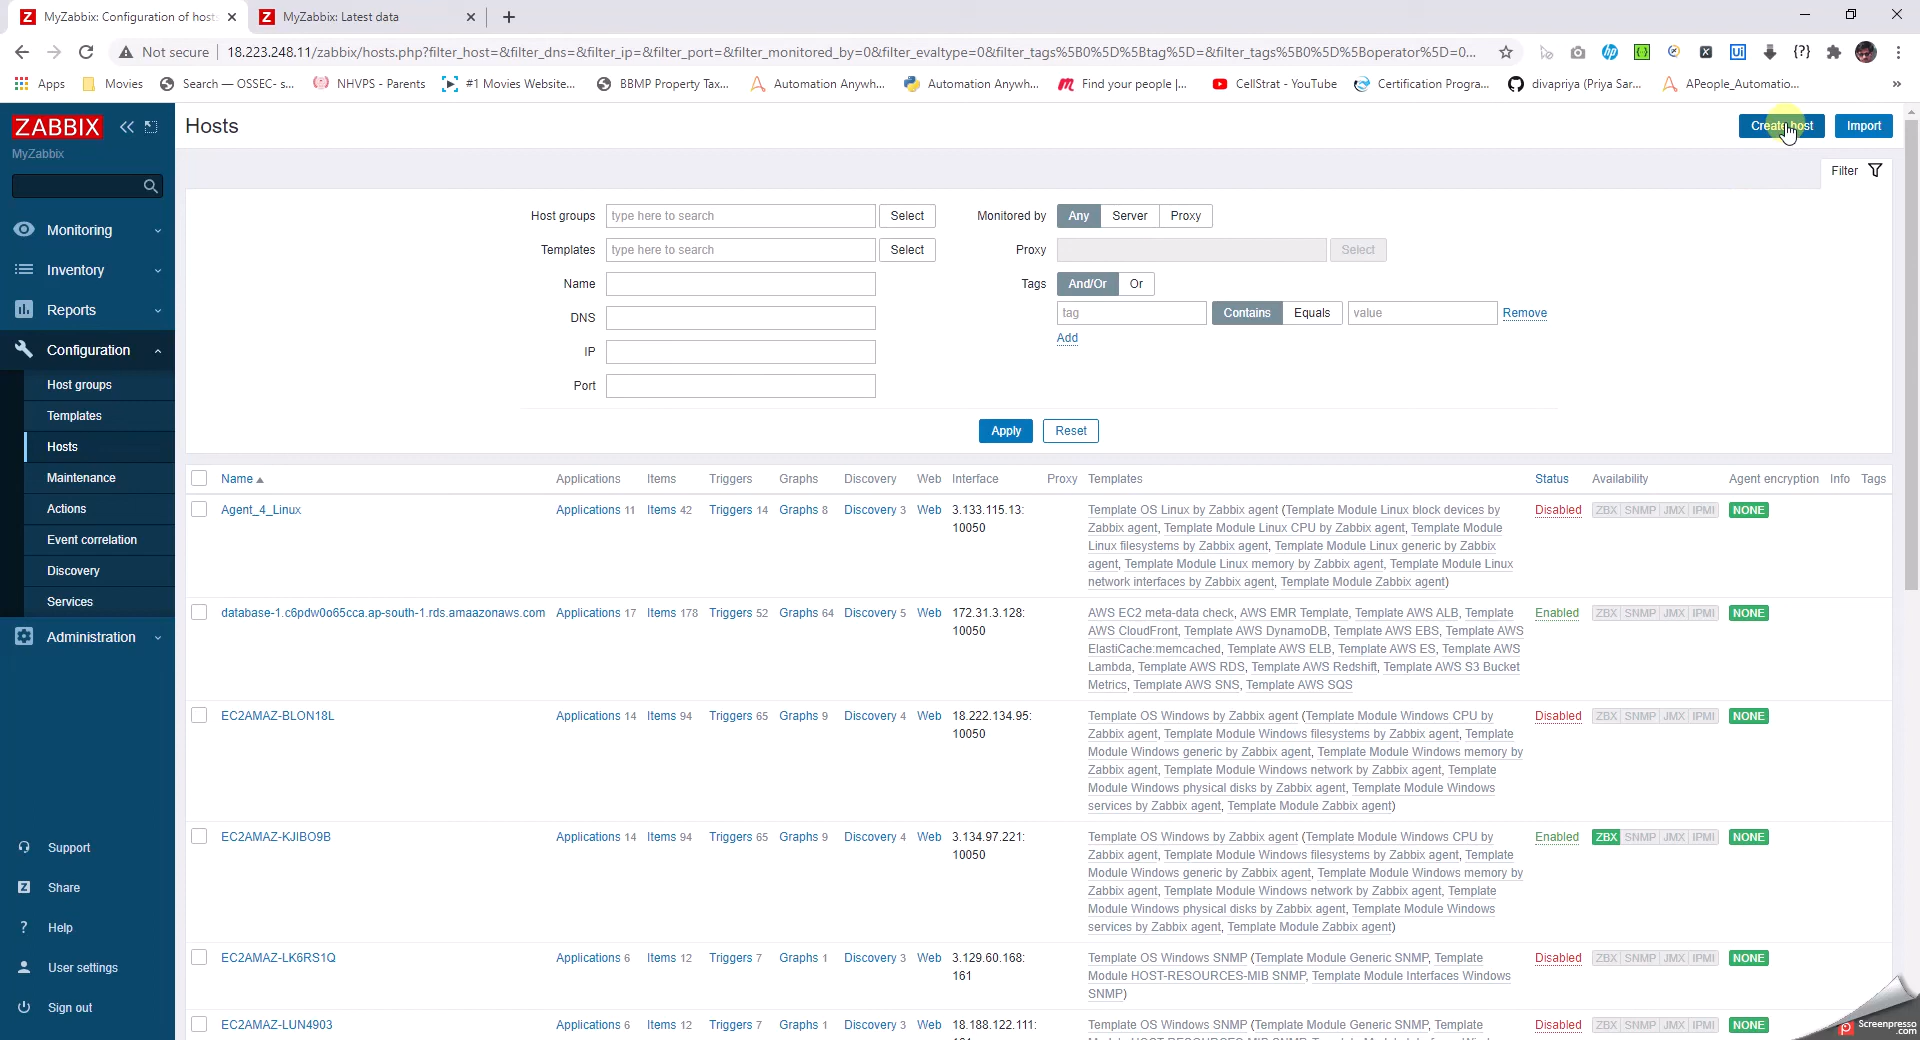 MyZabbix: Configuration of hosts
MyZabbix: Latest data
Not secure
18.223.248.11/zabbix/hosts.php?filter_host=&filter_dns=&filter_ip=&filter_port=&filter_monitored_by=0&filter_evaltype=0&filter_tags%5B0%5D%5Btag%5D=&filter_tags%5B0%5D%5Boperator%5D=0...
Apps
Movies
Search — OSSEC- s...
NHVPS - Parents
#1 Movies Website...
BBMP Property Tax...
Automation Anywh...
Automation Anywh...
Find your people |...
CellStrat - YouTube
Certification Progra...
divapriya (Priya Sar...
APeople_Automatio...
»
ZABBIX
MyZabbix
Hosts
Create host
Import
Filter
Monitoring
Inventory
Reports
Configuration
Host groups
Templates
Hosts
Maintenance
Actions
Event correlation
Discovery
Services
Administration
Support
Share
Help
User settings
Sign out
Host groups type here to search Select
Templates type here to search Select
Name
DNS
IP
Port
Monitored by Any Server Proxy
Proxy Select
Tags And/Or Or
tag Contains Equals value Remove
Add
Apply Reset
Name Applications Items Triggers Graphs Discovery Web Interface Proxy Templates Status Availability Agent encryption Info Tags
Agent_4_Linux Applications 11 Items 42 Triggers 14 Graphs 8 Discovery 3 Web 3.133.115.13: Template OS Linux by Zabbix agent (Template Module Linux block devices by Disabled ZBX SNMP JMX IPMI NONE
10050 Zabbix agent, Template Module Linux CPU by Zabbix agent, Template Module
Linux filesystems by Zabbix agent, Template Module Linux generic by Zabbix
agent, Template Module Linux memory by Zabbix agent, Template Module Linux
network interfaces by Zabbix agent, Template Module Zabbix agent)
database-1.c6pdw0o65cca.ap-south-1.rds.amaazonaws.com Applications 17 Items 178 Triggers 52 Graphs 64 Discovery 5 Web 172.31.3.128: AWS EC2 meta-data check, AWS EMR Template, Template AWS ALB, Template Enabled ZBX SNMP JMX IPMI NONE
10050 AWS CloudFront, Template AWS DynamoDB, Template AWS EBS, Template AWS
ElastiCache:memcached, Template AWS ELB, Template AWS ES, Template AWS
Lambda, Template AWS RDS, Template AWS Redshift, Template AWS S3 Bucket
Metrics, Template AWS SNS, Template AWS SQS
EC2AMAZ-BLON18L Applications 14 Items 94 Triggers 65 Graphs 9 Discovery 4 Web 18.222.134.95: Template OS Windows by Zabbix agent (Template Module Windows CPU by Disabled ZBX SNMP JMX IPMI NONE
10050 Zabbix agent, Template Module Windows filesystems by Zabbix agent, Template
Module Windows generic by Zabbix agent, Template Module Windows memory by
Zabbix agent, Template Module Windows network by Zabbix agent, Template
Module Windows physical disks by Zabbix agent, Template Module Windows
services by Zabbix agent, Template Module Zabbix agent)
EC2AMAZ-KJIBO9B Applications 14 Items 94 Triggers 65 Graphs 9 Discovery 4 Web 3.134.97.221: Template OS Windows by Zabbix agent (Template Module Windows CPU by Enabled ZBX SNMP JMX IPMI NONE
10050 Zabbix agent, Template Module Windows filesystems by Zabbix agent, Template
Module Windows generic by Zabbix agent, Template Module Windows memory by
Zabbix agent, Template Module Windows network by Zabbix agent, Template
Module Windows physical disks by Zabbix agent, Template Module Windows
services by Zabbix agent, Template Module Zabbix agent)
EC2AMAZ-LK6RS1Q Applications 6 Items 12 Triggers 7 Graphs 1 Discovery 3 Web 3.129.60.168: Template OS Windows SNMP (Template Module Generic SNMP, Template Disabled ZBX SNMP JMX IPMI NONE
161 Module HOST-RESOURCES-MIB SNMP, Template Module Interfaces Windows
SNMP)
EC2AMAZ-LUN4903 Applications 6 Items 12 Triggers 7 Graphs 1 Discovery 3 Web 18.188.122.111: Template OS Windows SNMP (Template Module Generic SNMP, Template Disabled ZBX SNMP JMX IPMI NONE
Screenpresso
.com